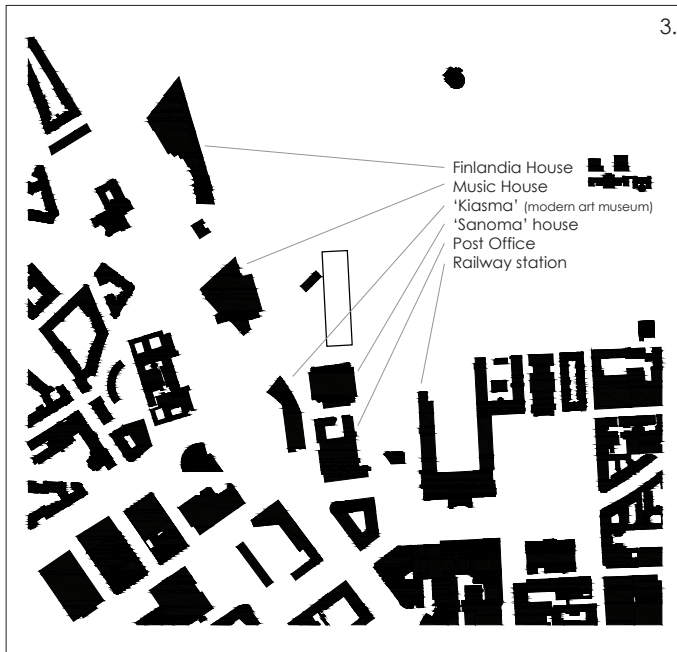 3.
Finlandia House
Music House
‘Kiasma’ (modern art museum)
‘Sanoma’ house
Post Office
Railway station